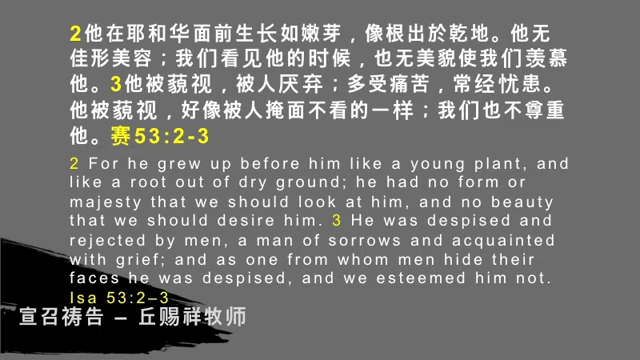 2他在耶和华面前生长如嫩芽，像根出於乾地。他无
佳形美容；我们看见他的时候，也无美貌使我们羡慕
他。3他被藐视，被人厌弃；多受痛苦，常经忧患。
他被藐视，好像被人掩面不看的一样；我们也不尊重
他。赛53:2-3
2 For he grew up before him like a young plant, and
like a root out of dry ground; he had no form or
majesty that we should look at him, and no beauty
that we should desire him. 3 He was despised and
rejected by men, a man of sorrows and acquainted
with grief; and as one from whom men hide their
faces he was despised, and we esteemed him not.
Isa 53:2–3
宣召祷告 – 丘赐祥牧师